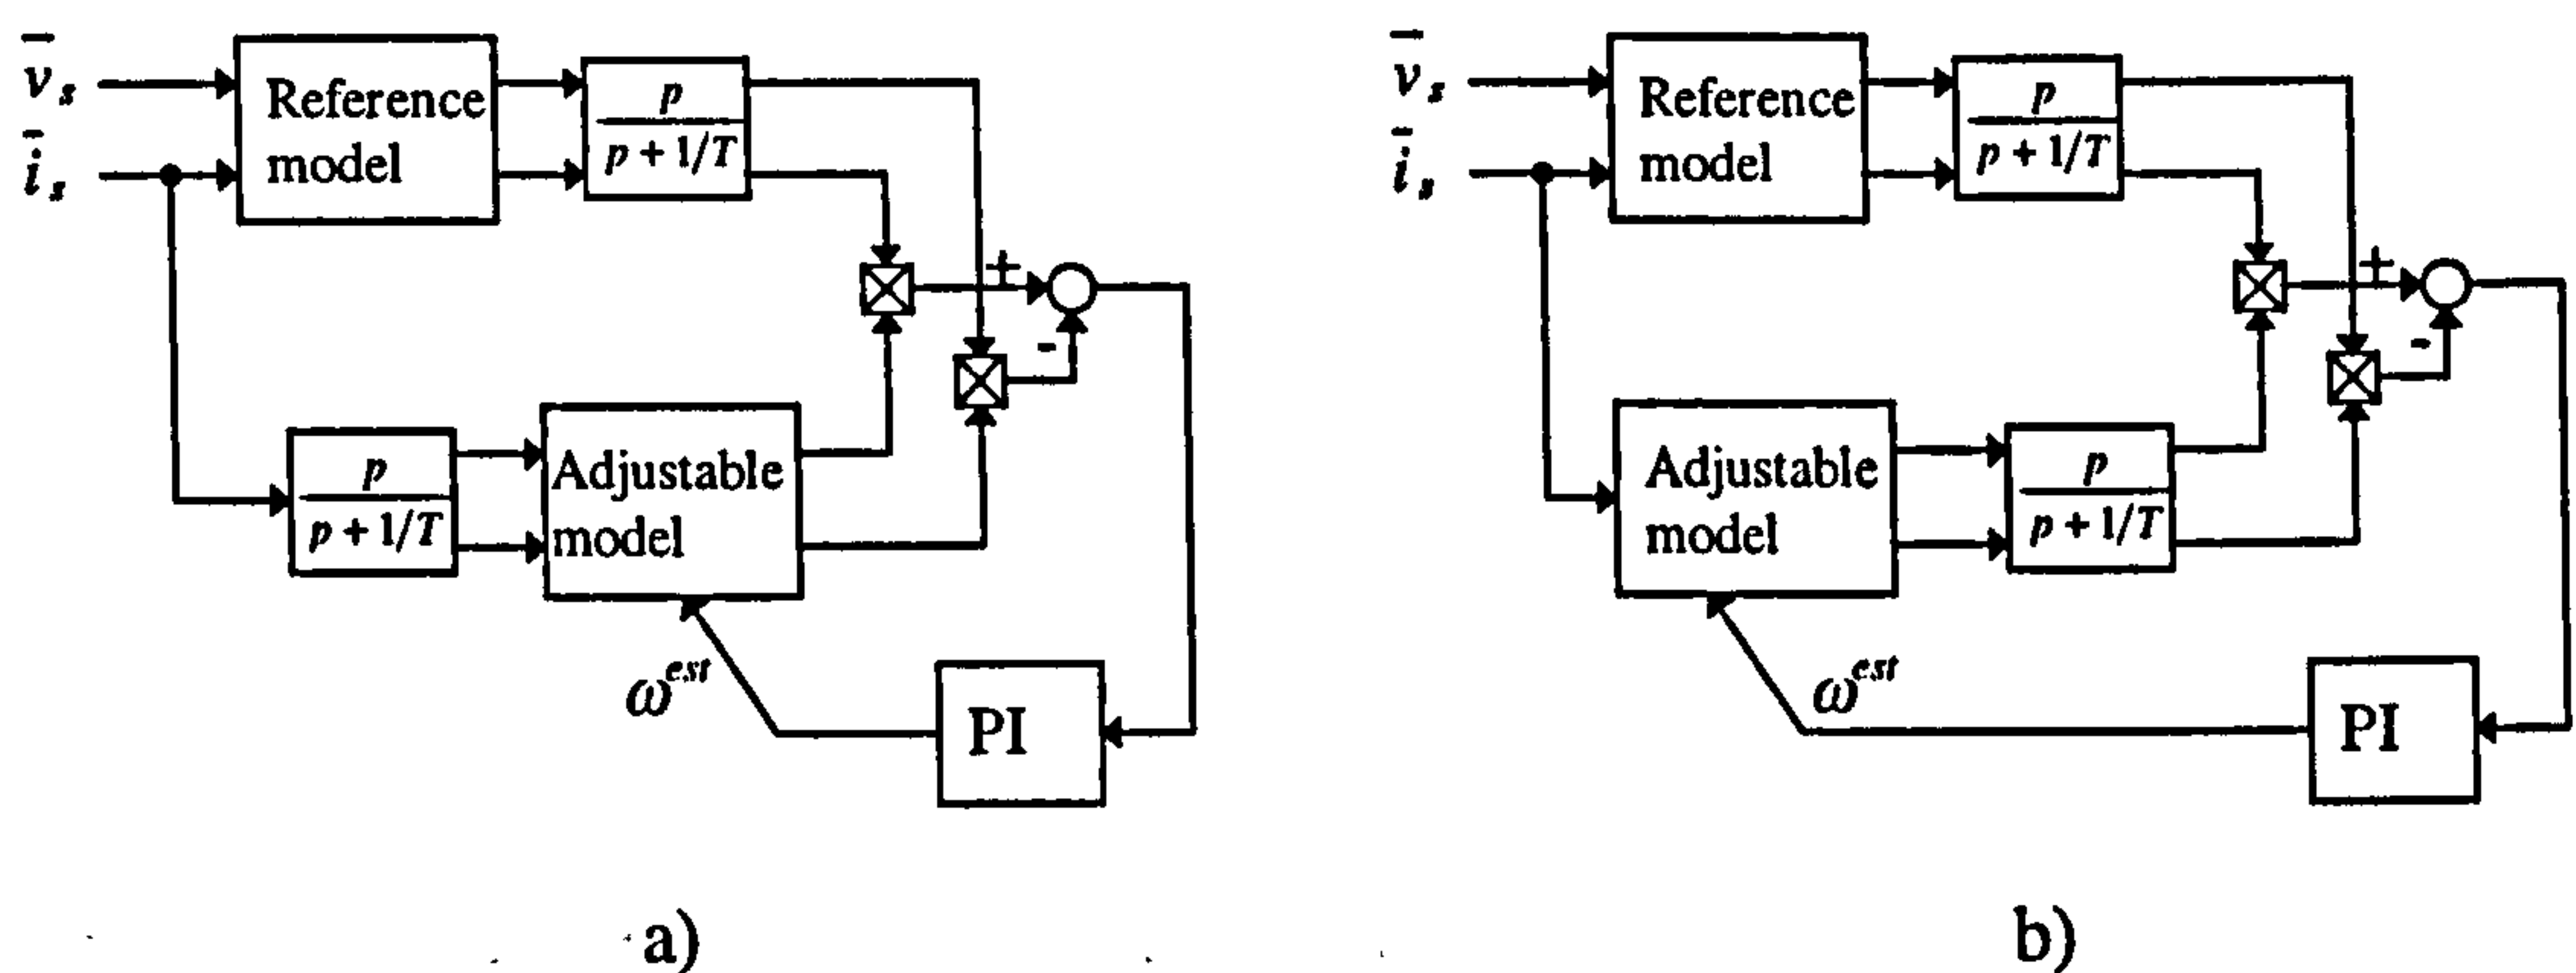 v̄ₛ
īₛ
Reference
model
p
p + 1/T
+
-
p
p + 1/T
Adjustable
model
ω^est
PI
a)
v̄ₛ
īₛ
Reference
model
p
p + 1/T
+
-
Adjustable
model
p
p + 1/T
ω^est
PI
b)